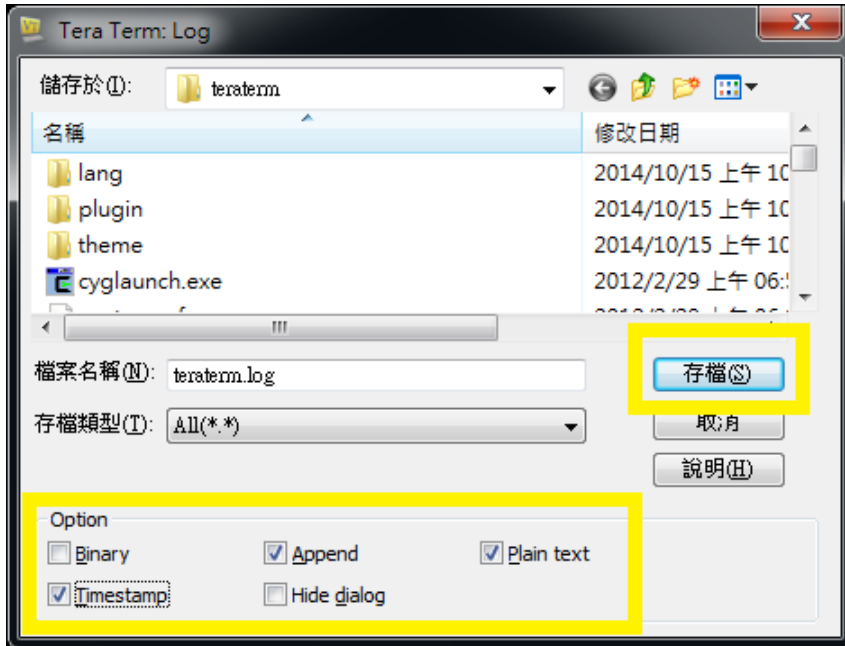 Tera Term: Log
儲存於(I): teraterm
名稱 修改日期
lang 2014/10/15 上午 10
plugin 2014/10/15 上午 10
theme 2014/10/15 上午 10
cyglaunch.exe 2012/2/29 上午 06:
檔案名稱(N): teraterm.log 存檔(S)
存檔類型(T): All(*.*) 取消
說明(H)
Option
Binary Append Plain text
Timestamp Hide dialog